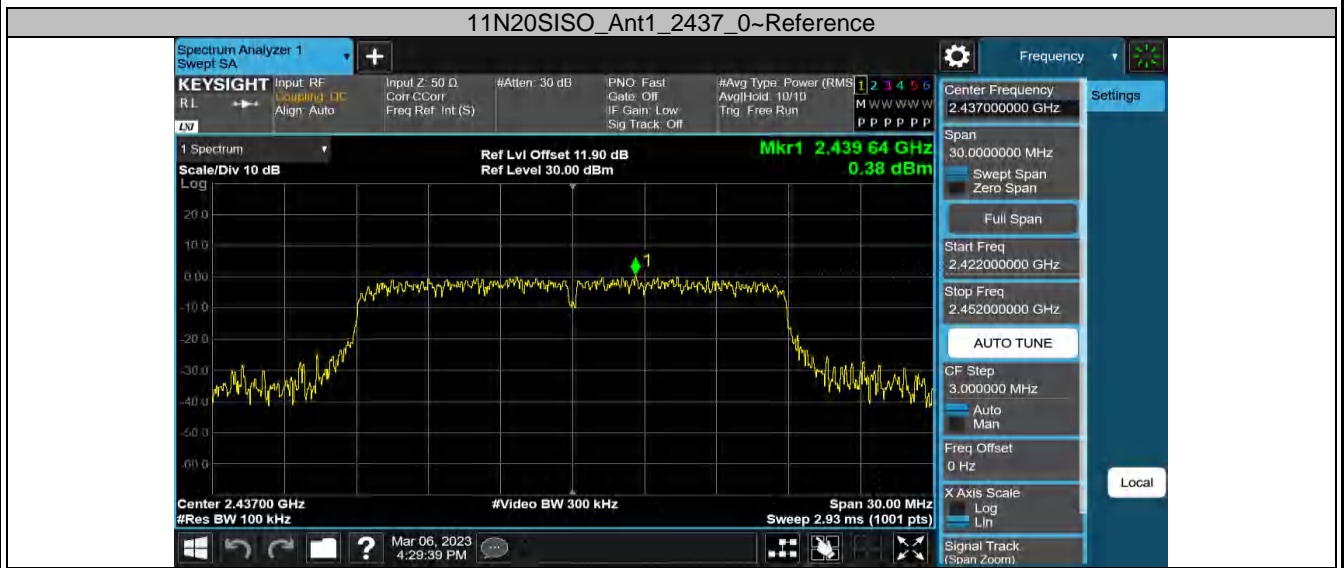 11N20SISO_Ant1_2437_0~Reference
Spectrum Analyzer 1
Swept SA
+
Frequency
KEYSIGHT
RL
LXI
Input: RF
Coupling: DC
Align: Auto
Input Z: 50 Ω
Corr CCorr
Freq Ref: Int (S)
#Atten: 30 dB
PNO: Fast
Gate: Off
IF Gain: Low
Sig Track: Off
#Avg Type: Power (RMS
Avg|Hold: 10/10
Trig: Free Run
1 2 3 4 5 6
M W W W W W
P P P P P P
1 Spectrum
Scale/Div 10 dB
Log
Ref Lvl Offset 11.90 dB
Ref Level 30.00 dBm
Mkr1 2.439 64 GHz
0.38 dBm
20.0
10.0
0.00
-10.0
-20.0
-30.0
-40.0
-50.0
-60.0
1
Center 2.43700 GHz
#Res BW 100 kHz
#Video BW 300 kHz
Span 30.00 MHz
Sweep 2.93 ms (1001 pts)
Mar 06, 2023
4:29:39 PM
?
Center Frequency
2.437000000 GHz
Settings
Span
30.0000000 MHz
Swept Span
Zero Span
Full Span
Start Freq
2.422000000 GHz
Stop Freq
2.452000000 GHz
AUTO TUNE
CF Step
3.000000 MHz
Auto
Man
Freq Offset
0 Hz
X Axis Scale
Log
Lin
Local
Signal Track
(Span Zoom)